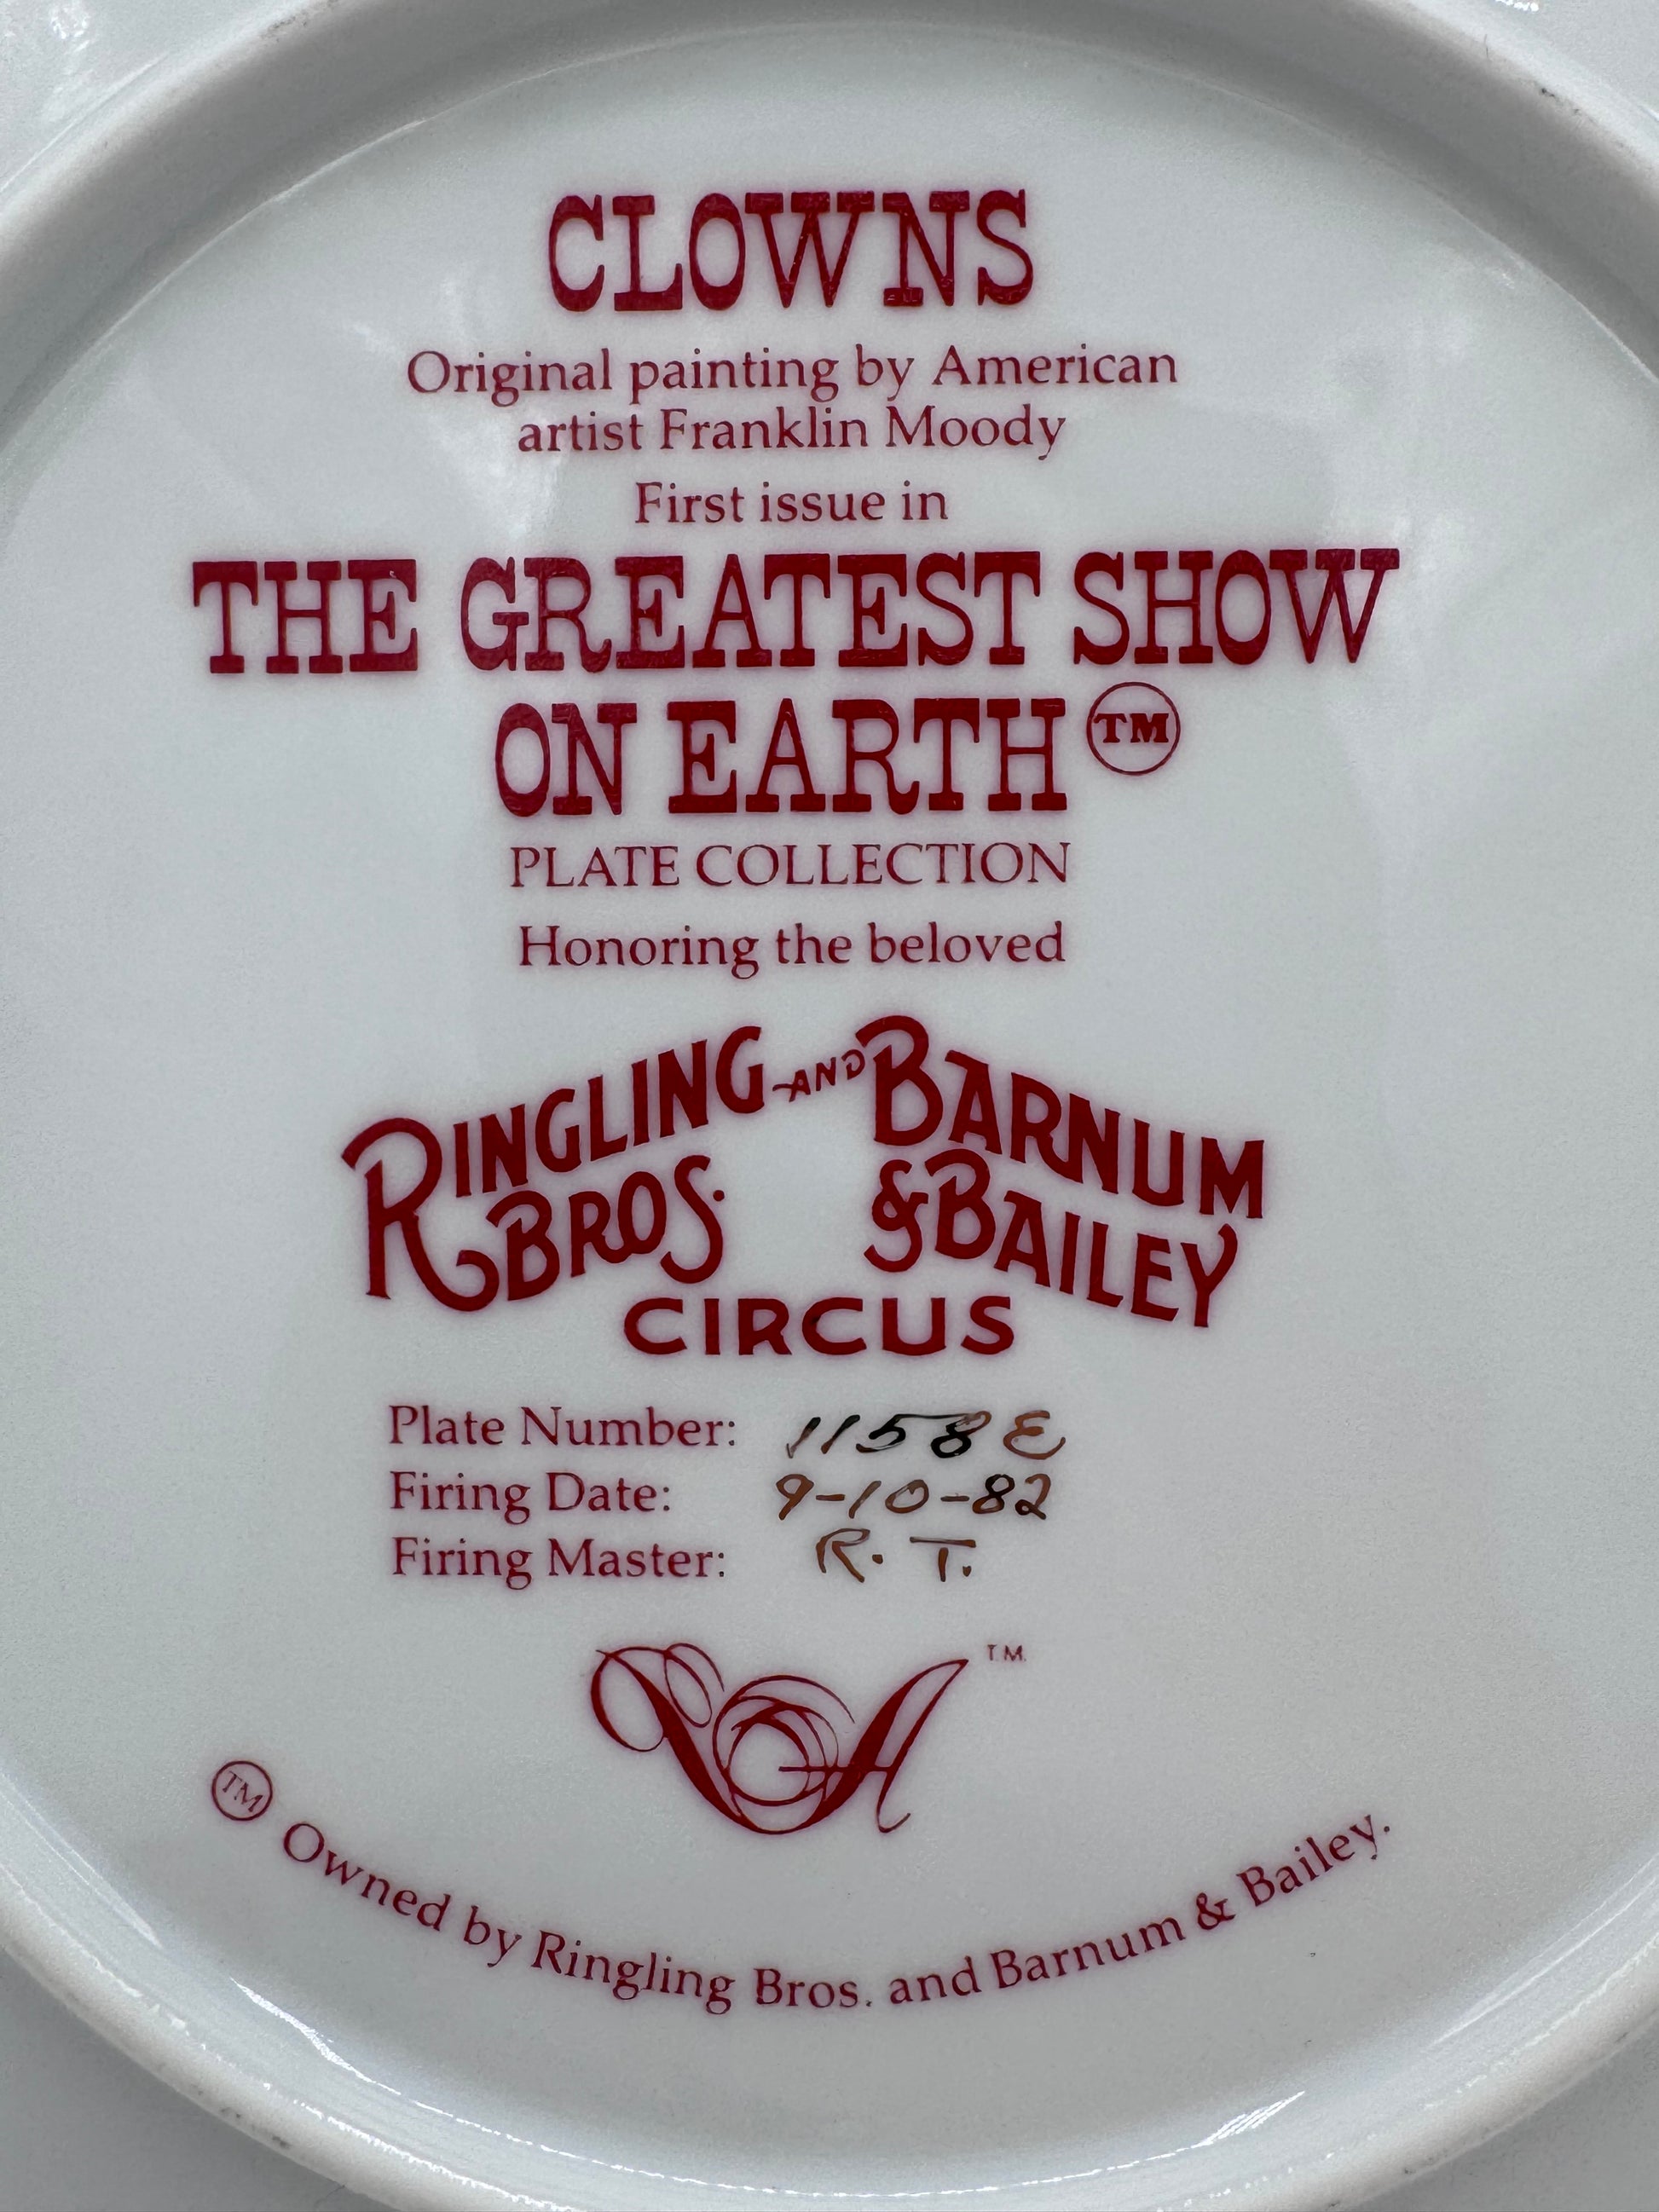 CLOWNS
Original painting by American
artist Franklin Moody
First issue in
THE GREATEST SHOW
ON EARTH ™
PLATE COLLECTION
Honoring the beloved
RINGLING AND BARNUM
BROS. & BAILEY
CIRCUS
Plate Number: 1158E
Firing Date: 9-10-82
Firing Master: R. T.
TM
TM Owned by Ringling Bros. and Barnum & Bailey.